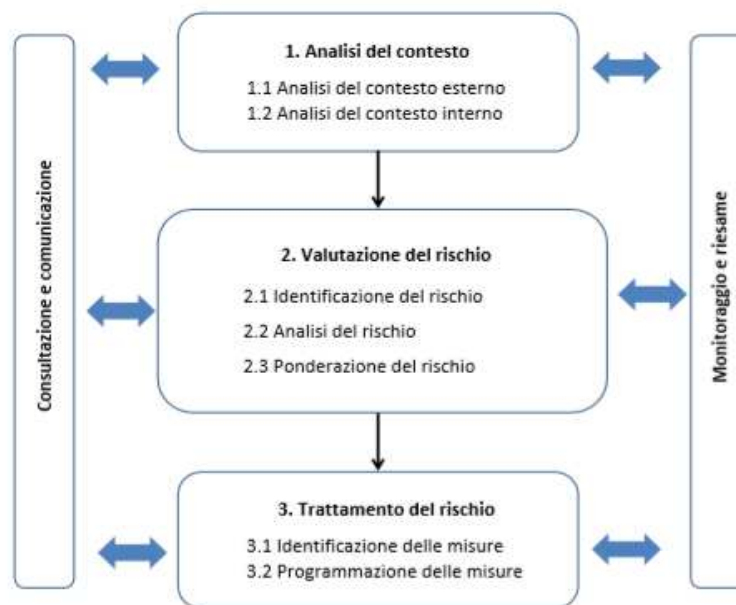 Consultazione e comunicazione
1. Analisi del contesto
1.1 Analisi del contesto esterno
1.2 Analisi del contesto interno
2. Valutazione del rischio
2.1 Identificazione del rischio
2.2 Analisi del rischio
2.3 Ponderazione del rischio
3. Trattamento del rischio
3.1 Identificazione delle misure
3.2 Programmazione delle misure
Monitoraggio e riesame